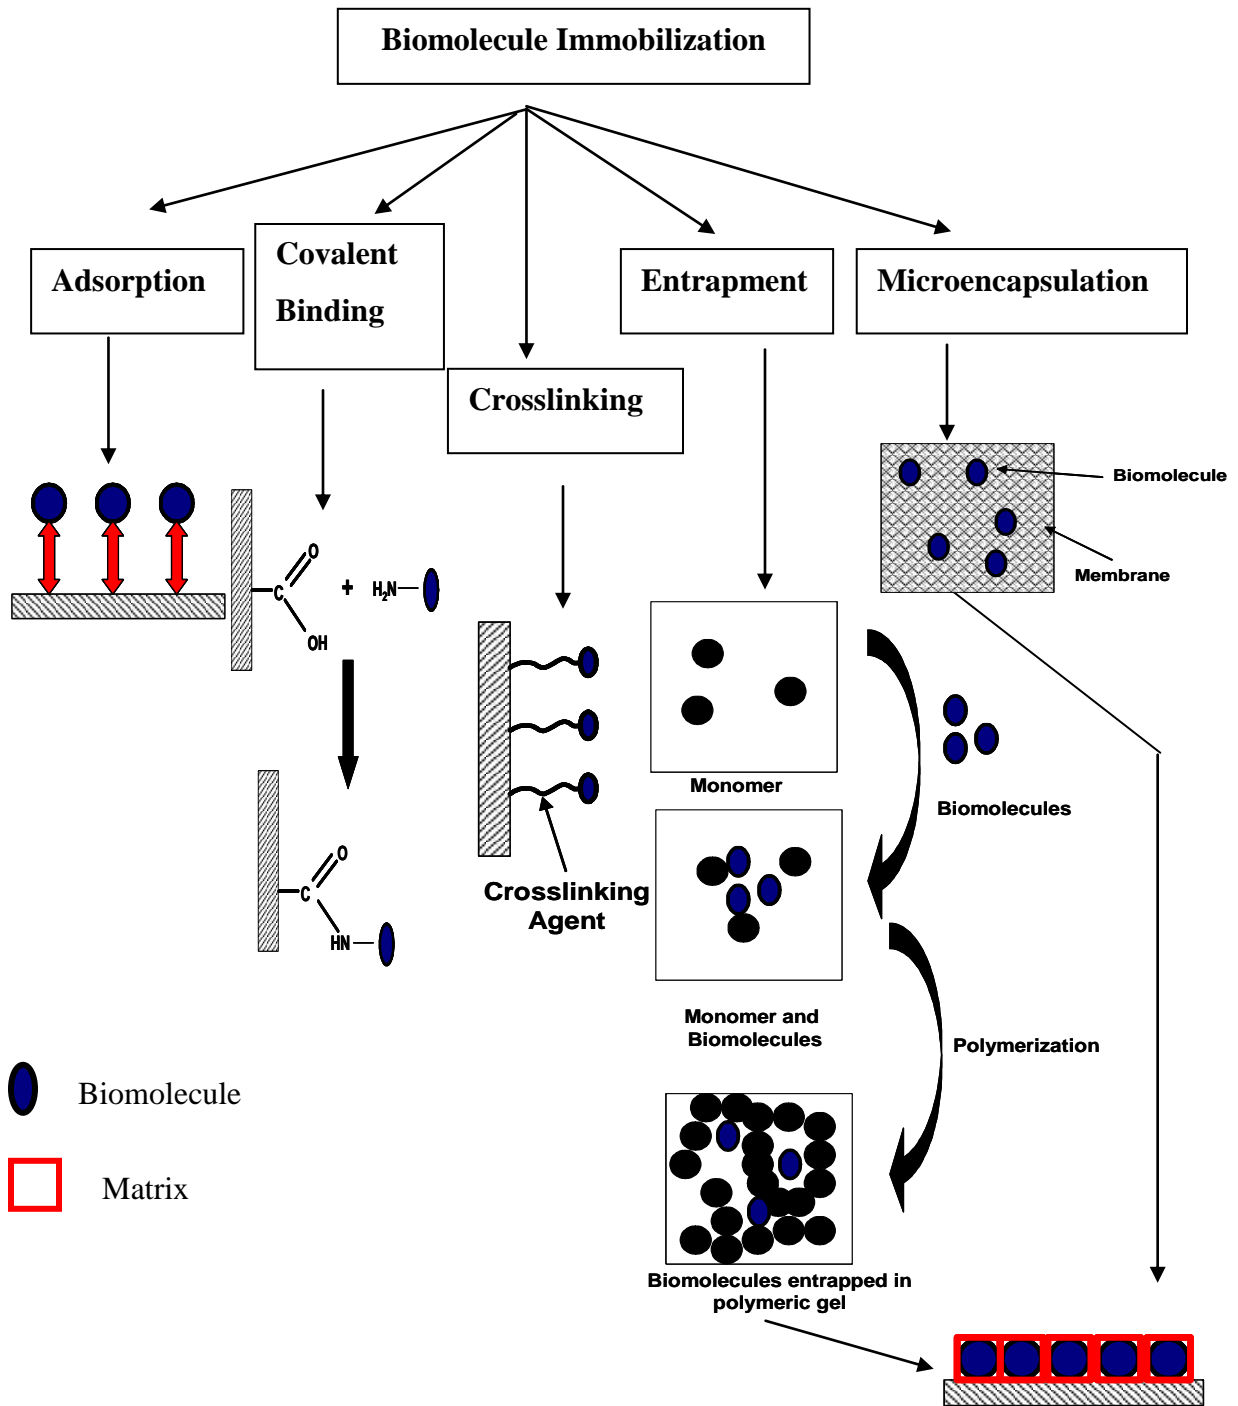 Biomolecule Immobilization
Adsorption
Covalent
Binding
Crosslinking
Entrapment
Microencapsulation
Biomolecule
Membrane
C
O
OH
+
H₂N
C
O
HN
Crosslinking
Agent
Monomer
Biomolecules
Monomer and
Biomolecules
Polymerization
Biomolecules entrapped in
polymeric gel
Biomolecule
Matrix